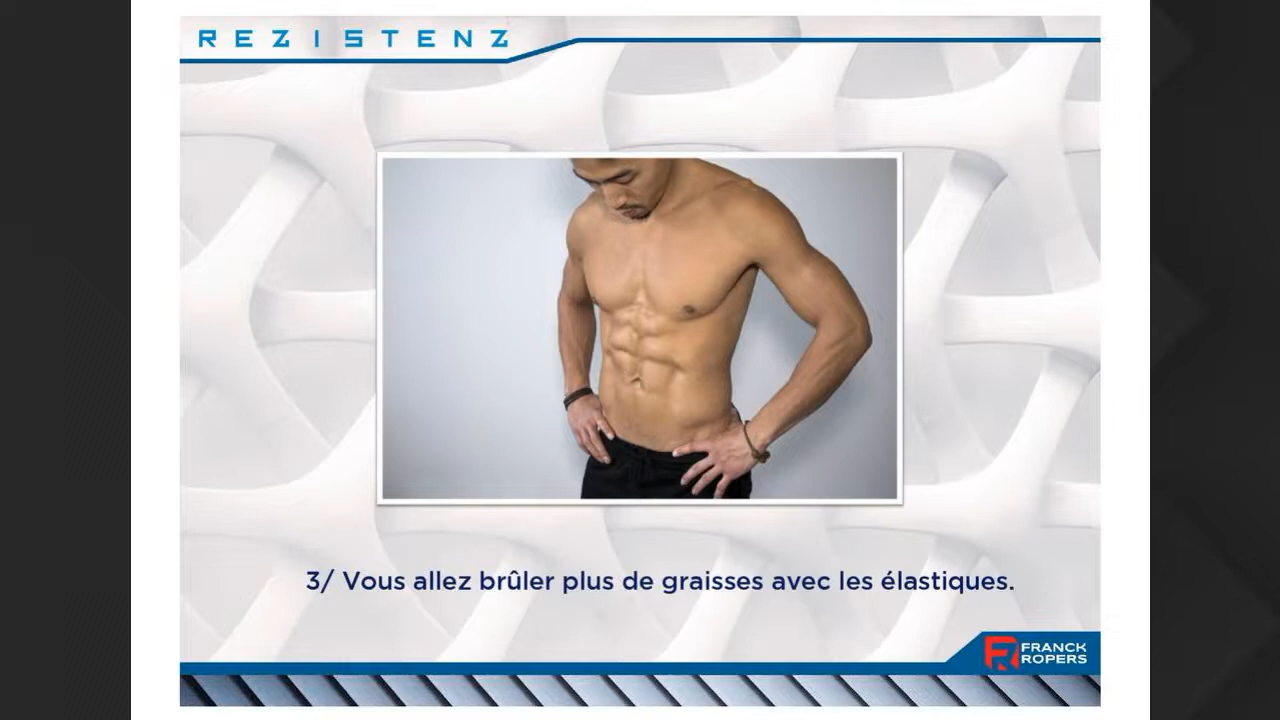 REZISTENZ
3/ Vous allez brûler plus de graisses avec les élastiques.
FRANCK
ROPERS